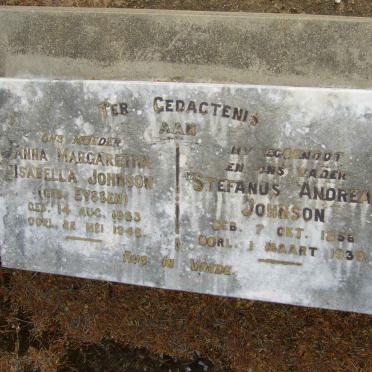 TER GEDACTENIS
AAN
ONS MOEDER
ANNA MARGARETHA
ISABELLA JOHNSON
(GEB. EYSSEN)
GEB. 14 AUG. 1863
OORL. 22 MEI 1946.
MY EGGENOOT
EN ONS VADER
STEFANUS ANDREA
JOHNSON
GEB. 7 OKT. 1856
OORL. 1 MAART 1939
RUS IN VREDE.